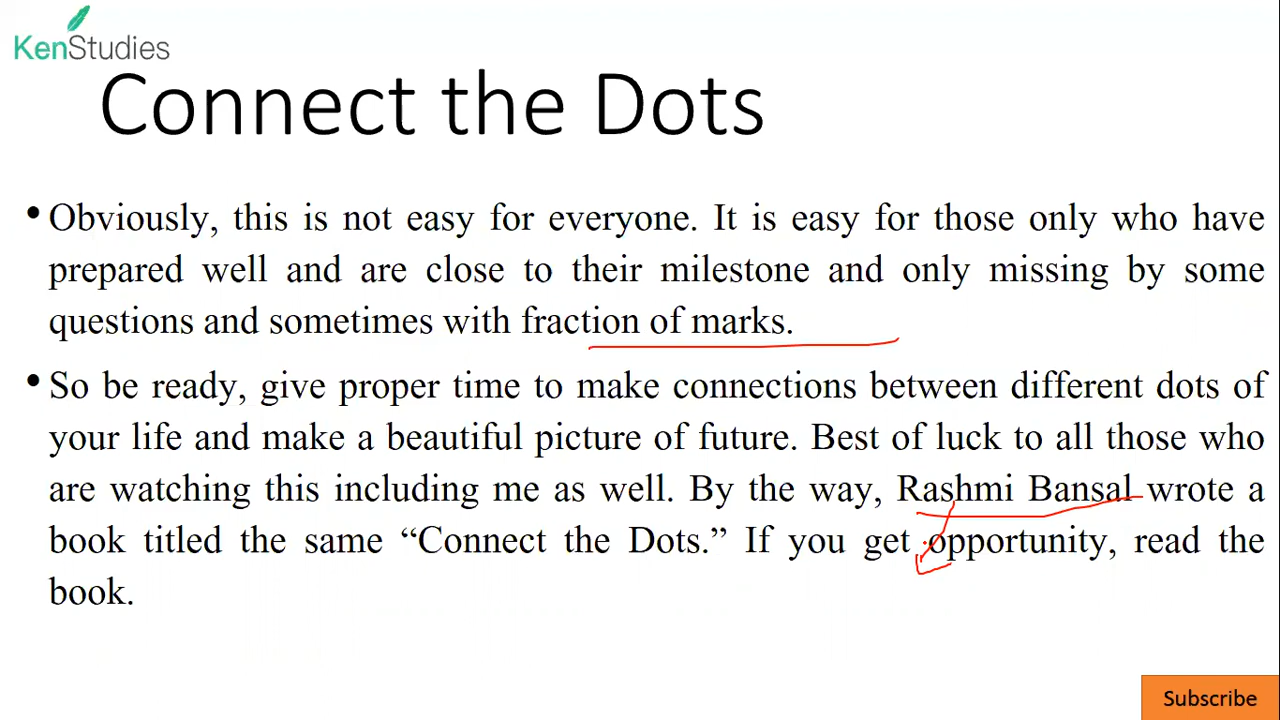 KenStudies
Connect the Dots
• Obviously, this is not easy for everyone. It is easy for those only who have
prepared well and are close to their milestone and only missing by some
questions and sometimes with fraction of marks.
• So be ready, give proper time to make connections between different dots of
your life and make a beautiful picture of future. Best of luck to all those who
are watching this including me as well. By the way, Rashmi Bansal wrote a
book titled the same “Connect the Dots.” If you get opportunity, read the
book.
Subscribe